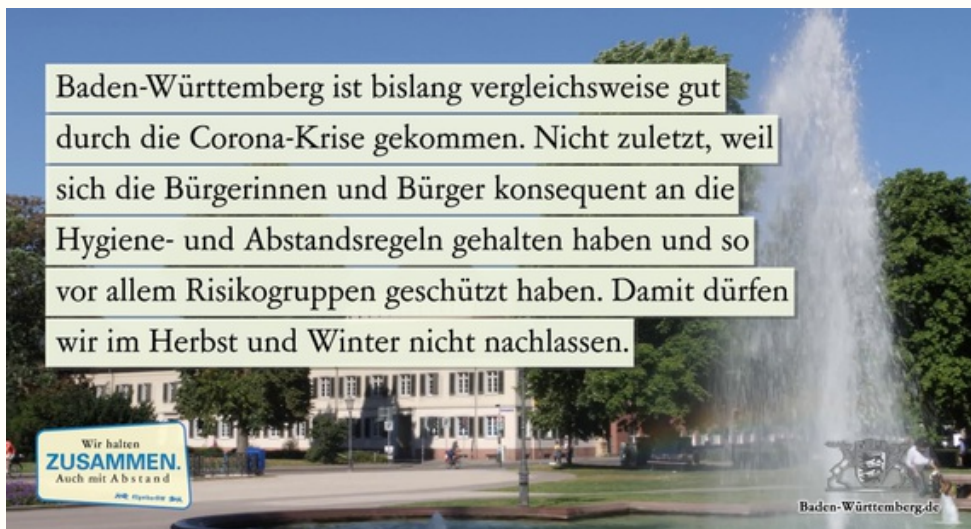 Baden-Württemberg ist bislang vergleichsweise gut
durch die Corona-Krise gekommen. Nicht zuletzt, weil
sich die Bürgerinnen und Bürger konsequent an die
Hygiene- und Abstandsregeln gehalten haben und so
vor allem Risikogruppen geschützt haben. Damit dürfen
wir im Herbst und Winter nicht nachlassen.
Wir halten
ZUSAMMEN.
Auch mit Abstand
Baden-Württemberg.de